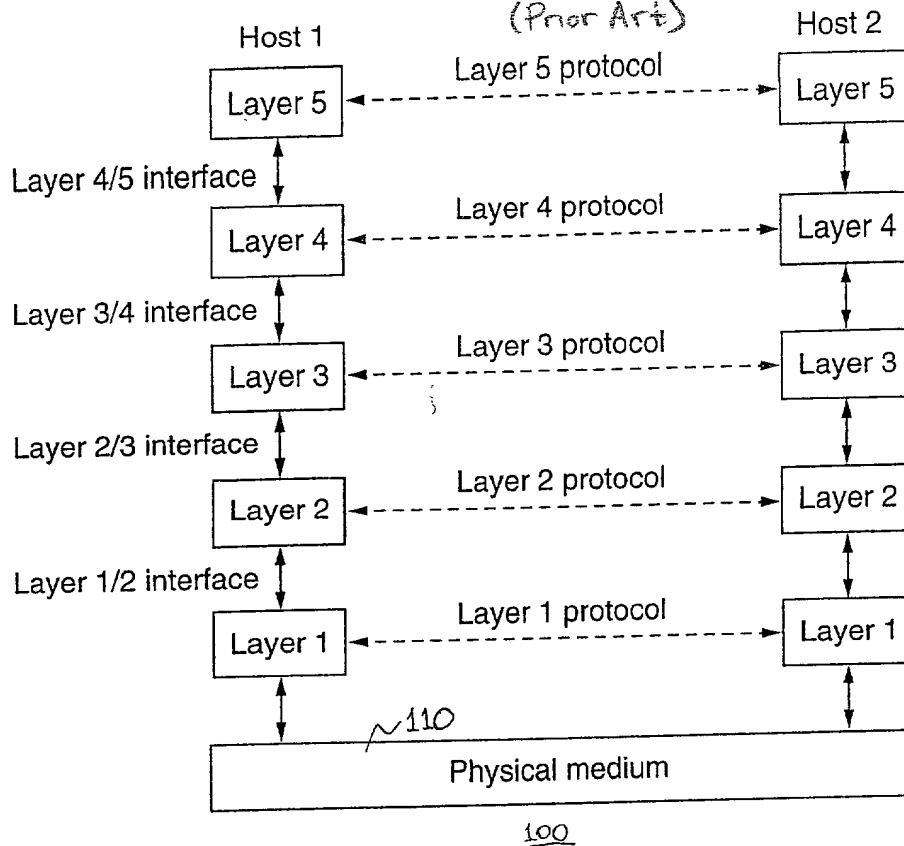 (Prior Art)
Host 1
Host 2
Layer 5 protocol
Layer 5
Layer 5
Layer 4/5 interface
Layer 4 protocol
Layer 4
Layer 4
Layer 3/4 interface
Layer 3 protocol
Layer 3
Layer 3
Layer 2/3 interface
Layer 2 protocol
Layer 2
Layer 2
Layer 1/2 interface
Layer 1 protocol
Layer 1
Layer 1
110
Physical medium
100